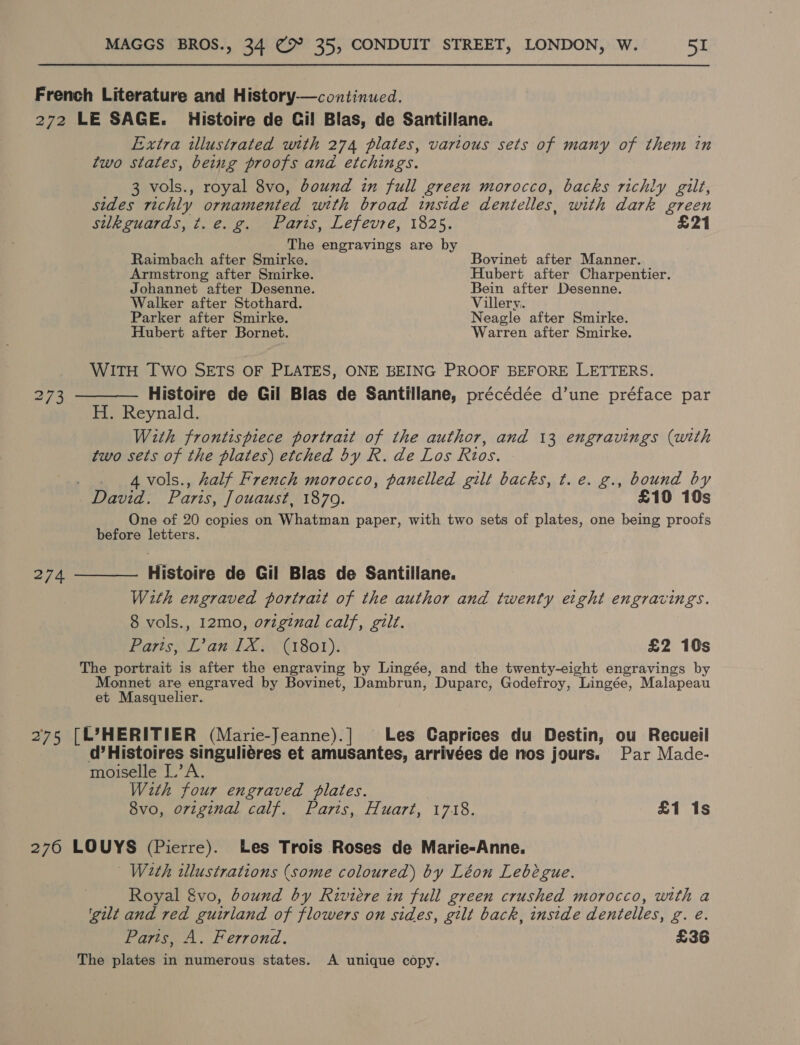 MAGGS BROS., 34 & 35, CONDUIT STREET, LONDON, W. 51
French Literature and History—continued.
272 LE SAGE. Histoire de Gil Blas, de Santillane.
Extra illustrated with 274 plates, various sets of many of them in
two states, being proofs and etchings.
3 vols., royal 8vo, bound in full green morocco, backs richly gilt,
sides richly ornamented with broad inside dentelles, with dark green
silkguards, t. e. g. Paris, Lefevre, 1825. £21
The engravings are by
Raimbach after Smirke. Bovinet after Manner.
Armstrong after Smirke. Hubert after Charpentier.
Johannet after Desenne. Bein after Desenne.
Walker after Stothard. Villery.
Parker after Smirke. Neagle after Smirke.
Hubert after Bornet. Warren after Smirke.
WITH TWO SETS OF PLATES, ONE BEING PROOF BEFORE LETTERS.
273 ——— Histoire de Gil Blas de Santillane, précédée d'une préface par
H. Reynald.
With frontispiece portrait of the author, and 13 engravings (with
two sets of the plates) etched by R. de Los Rios.
4 vols., half French morocco, panelled gilt backs, t. e. g., bound by
David. Paris, Jouaust, 1879. £10 10s
One of 20 copies on Whatman paper, with two sets of plates, one being proofs
before letters.
274 ——— Histoire de Gil Blas de Santillane.
With engraved portrait of the author and twenty eight engravings.
8 vols., 12mo, original calf, gilt.
Paris, L'an IX. (1801). £2 10s
The portrait is after the engraving by Lingée, and the twenty-eight engravings by
Monnet are engraved by Bovinet, Dambrun, Duparc, Godefroy, Lingée, Malapeau
et Masquelier.
275 [L'HERITIER (Marie-Jeanne).] Les Caprices du Destin, ou Recueil
d'Histoires singulières et amusantes, arrivées de nos jours. Par Made-
moiselle L'A.
With four engraved plates.
8vo, original calf. Paris, Huart, 1718. £1 1s
276 LOUYS (Pierre). Les Trois Roses de Marie-Anne.
With illustrations (some coloured) by Léon Lebègue.
Royal 8vo, bound by Rivière in full green crushed morocco, with a
gilt and red guirland of flowers on sides, gilt back, inside dentelles, g. e.
Paris, A. Ferrond. £36
The plates in numerous states. A unique copy.